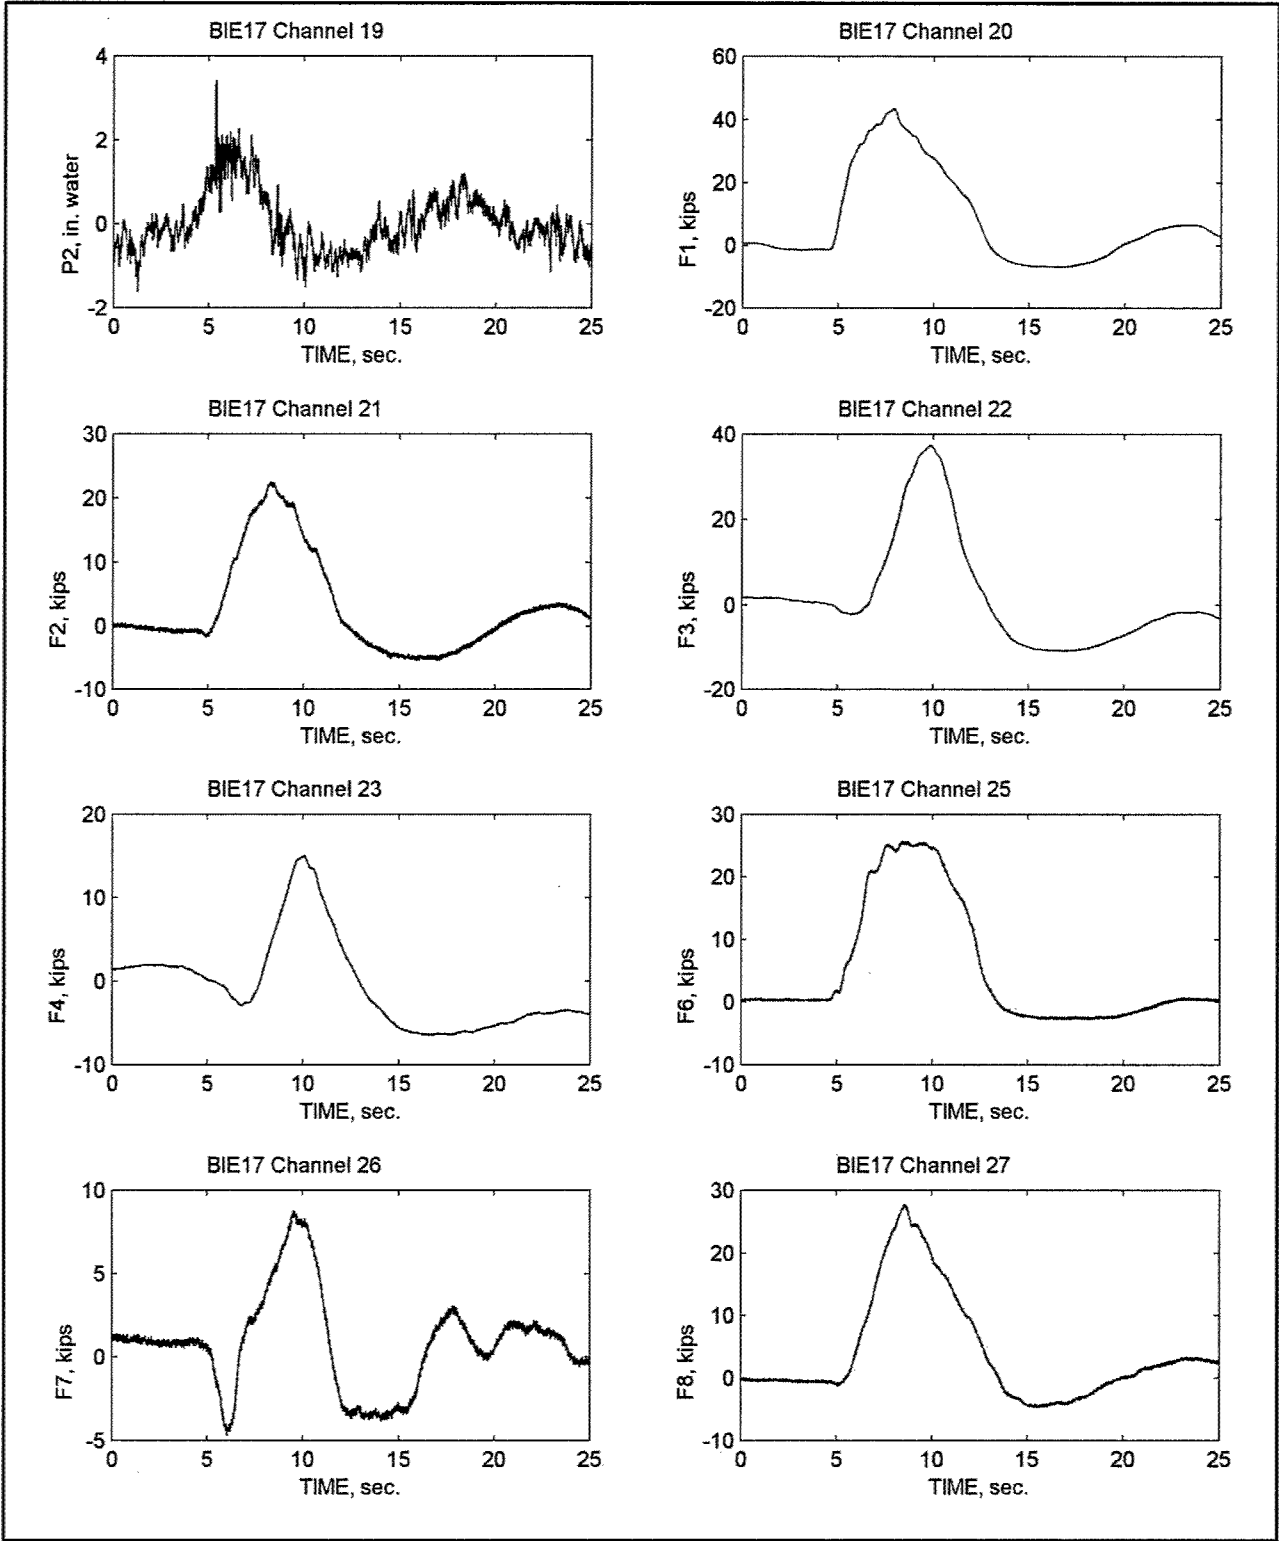 BIE17 Channel 19
4
2
0
-2
P2, in. water
0 5 10 15 20 25
TIME, sec.
BIE17 Channel 20
60
40
20
0
-20
F1, kips
0 5 10 15 20 25
TIME, sec.
BIE17 Channel 21
30
20
10
0
-10
F2, kips
0 5 10 15 20 25
TIME, sec.
BIE17 Channel 22
40
20
0
-20
F3, kips
0 5 10 15 20 25
TIME, sec.
BIE17 Channel 23
20
10
0
-10
F4, kips
0 5 10 15 20 25
TIME, sec.
BIE17 Channel 25
30
20
10
0
-10
F6, kips
0 5 10 15 20 25
TIME, sec.
BIE17 Channel 26
10
5
0
-5
F7, kips
0 5 10 15 20 25
TIME, sec.
BIE17 Channel 27
30
20
10
0
-10
F8, kips
0 5 10 15 20 25
TIME, sec.